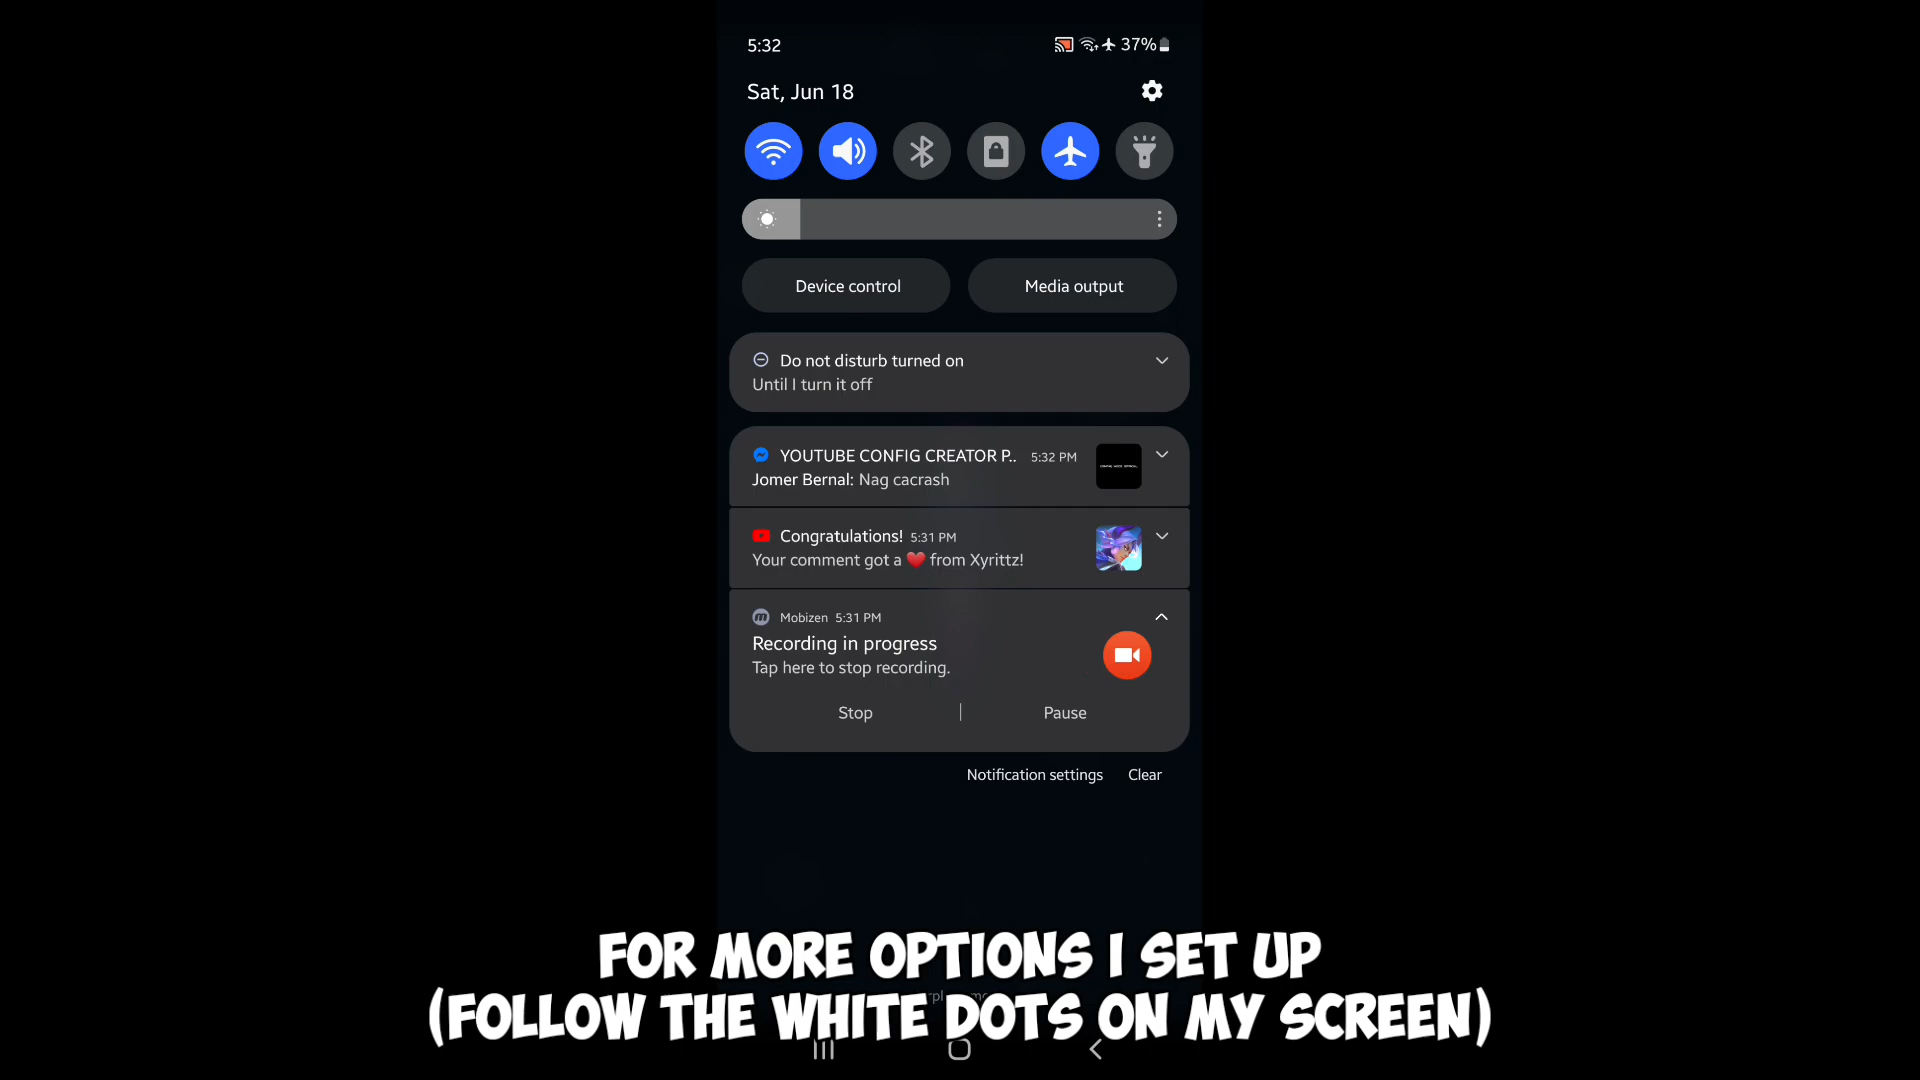 5:32
37%
Sat, Jun 18
Device control
Media output
Do not disturb turned on
Until I turn it off
YOUTUBE CONFIG CREATOR P.. 5:32 PM
Jomer Bernal: Nag cacrash
Congratulations! 5:31 PM
Your comment got a ❤️ from Xyrittz!
Mobizen 5:31 PM
Recording in progress
Tap here to stop recording.
Stop | Pause
Notification settings Clear
FOR MORE OPTIONS I SET UP
(FOLLOW THE WHITE DOTS ON MY SCREEN)